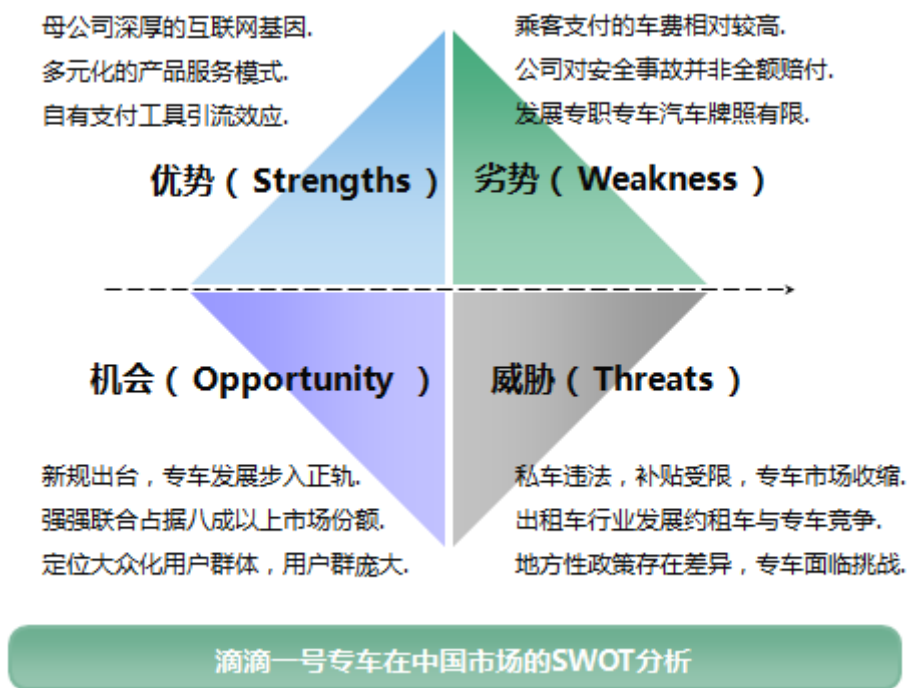 母公司深厚的互联网基因.
多元化的产品服务模式.
自有支付工具引流效应.
优势（Strengths）
乘客支付的车费相对较高.
公司对安全事故并非全额赔付.
发展专职专车汽车牌照有限.
劣势（Weakness）
机会（Opportunity ）
新规出台，专车发展步入正轨.
强强联合占据八成以上市场份额.
定位大众化用户群体，用户群庞大.
威胁（Threats）
私车违法，补贴受限，专车市场收缩.
出租车行业发展约租车与专车竞争.
地方性政策存在差异，专车面临挑战.
滴滴一号专车在中国市场的SWOT分析